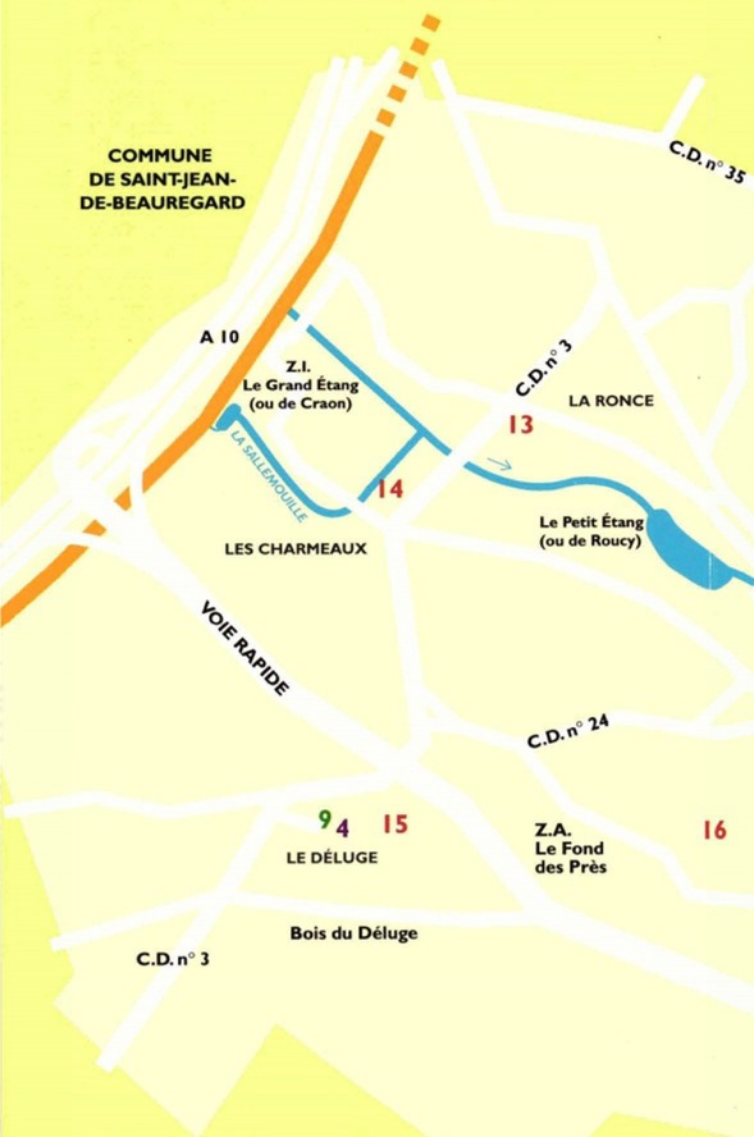 COMMUNE
DE SAINT-JEAN-
DE-BEAUREGARD
C.D. n° 35
A 10
Z.I.
Le Grand Étang
(ou de Craon)
C.D. n° 3
LA RONCE
13
LA SALLEMOUILLE
14
Le Petit Étang
(ou de Roucy)
LES CHARMEAUX
VOIE RAPIDE
C.D. n° 24
9 4 15
LE DÉLUGE
Z.A.
Le Fond
des Près
16
Bois du Déluge
C.D. n° 3